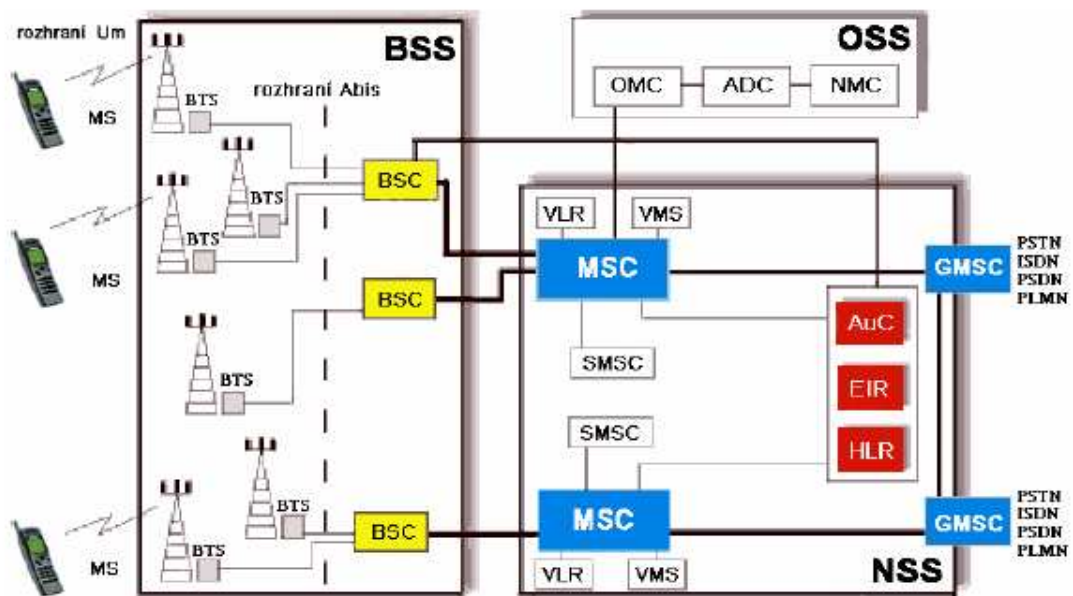 rozhraní Um
BSS
OSS
OMC
ADC
NMC
MS
BTS
rozhraní Abis
BTS
BSC
BTS
MS
VLR
VMS
MSC
GMSC
PSTN
ISDN
PSDN
PLMN
BSC
AuC
SMSC
BTS
EIR
SMSC
HLR
BTS
BSC
MSC
GMSC
PSTN
ISDN
PSDN
PLMN
BTS
MS
VLR
VMS
NSS